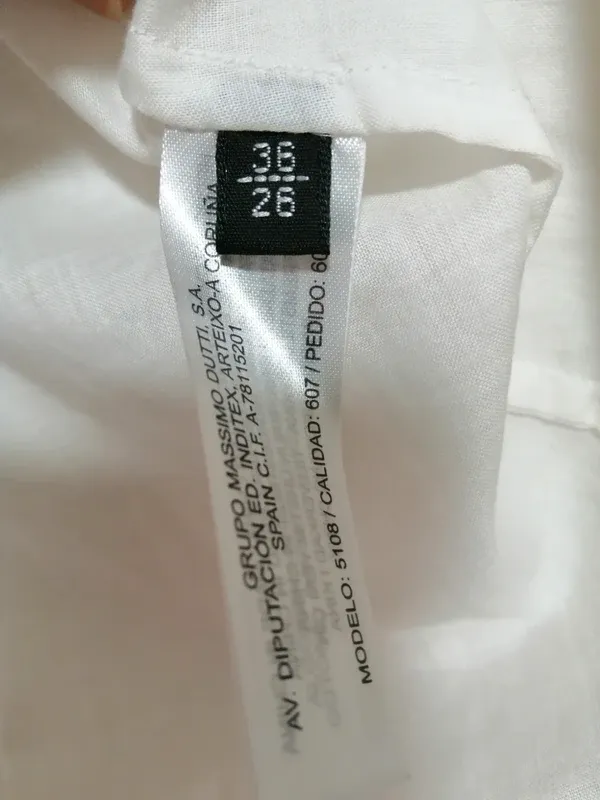 36
26
GRUPO MASSIMO DUTTI, S.A.
AV. DIPUTACIÓN ED. INDITEX, ARTEIXO-A CORUÑA
SPAIN C.I.F. A-78115201
MODELO: 5108 / CALIDAD: 607 / PEDIDO: 60